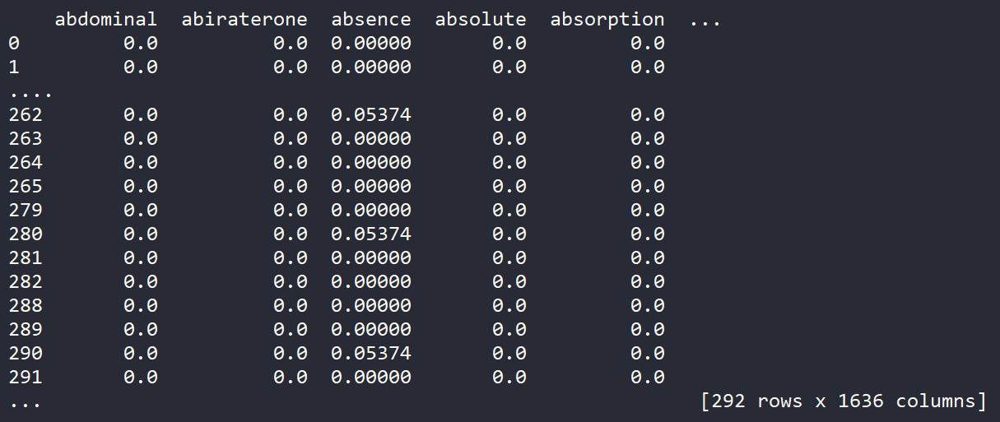 abdominal abiraterone absence absolute absorption ...
0 0.0 0.0 0.00000 0.0 0.0
1 0.0 0.0 0.00000 0.0 0.0
....
262 0.0 0.0 0.05374 0.0 0.0
263 0.0 0.0 0.00000 0.0 0.0
264 0.0 0.0 0.00000 0.0 0.0
265 0.0 0.0 0.00000 0.0 0.0
279 0.0 0.0 0.00000 0.0 0.0
280 0.0 0.0 0.05374 0.0 0.0
281 0.0 0.0 0.00000 0.0 0.0
282 0.0 0.0 0.00000 0.0 0.0
288 0.0 0.0 0.00000 0.0 0.0
289 0.0 0.0 0.00000 0.0 0.0
290 0.0 0.0 0.05374 0.0 0.0
291 0.0 0.0 0.00000 0.0 0.0
... [292 rows x 1636 columns]